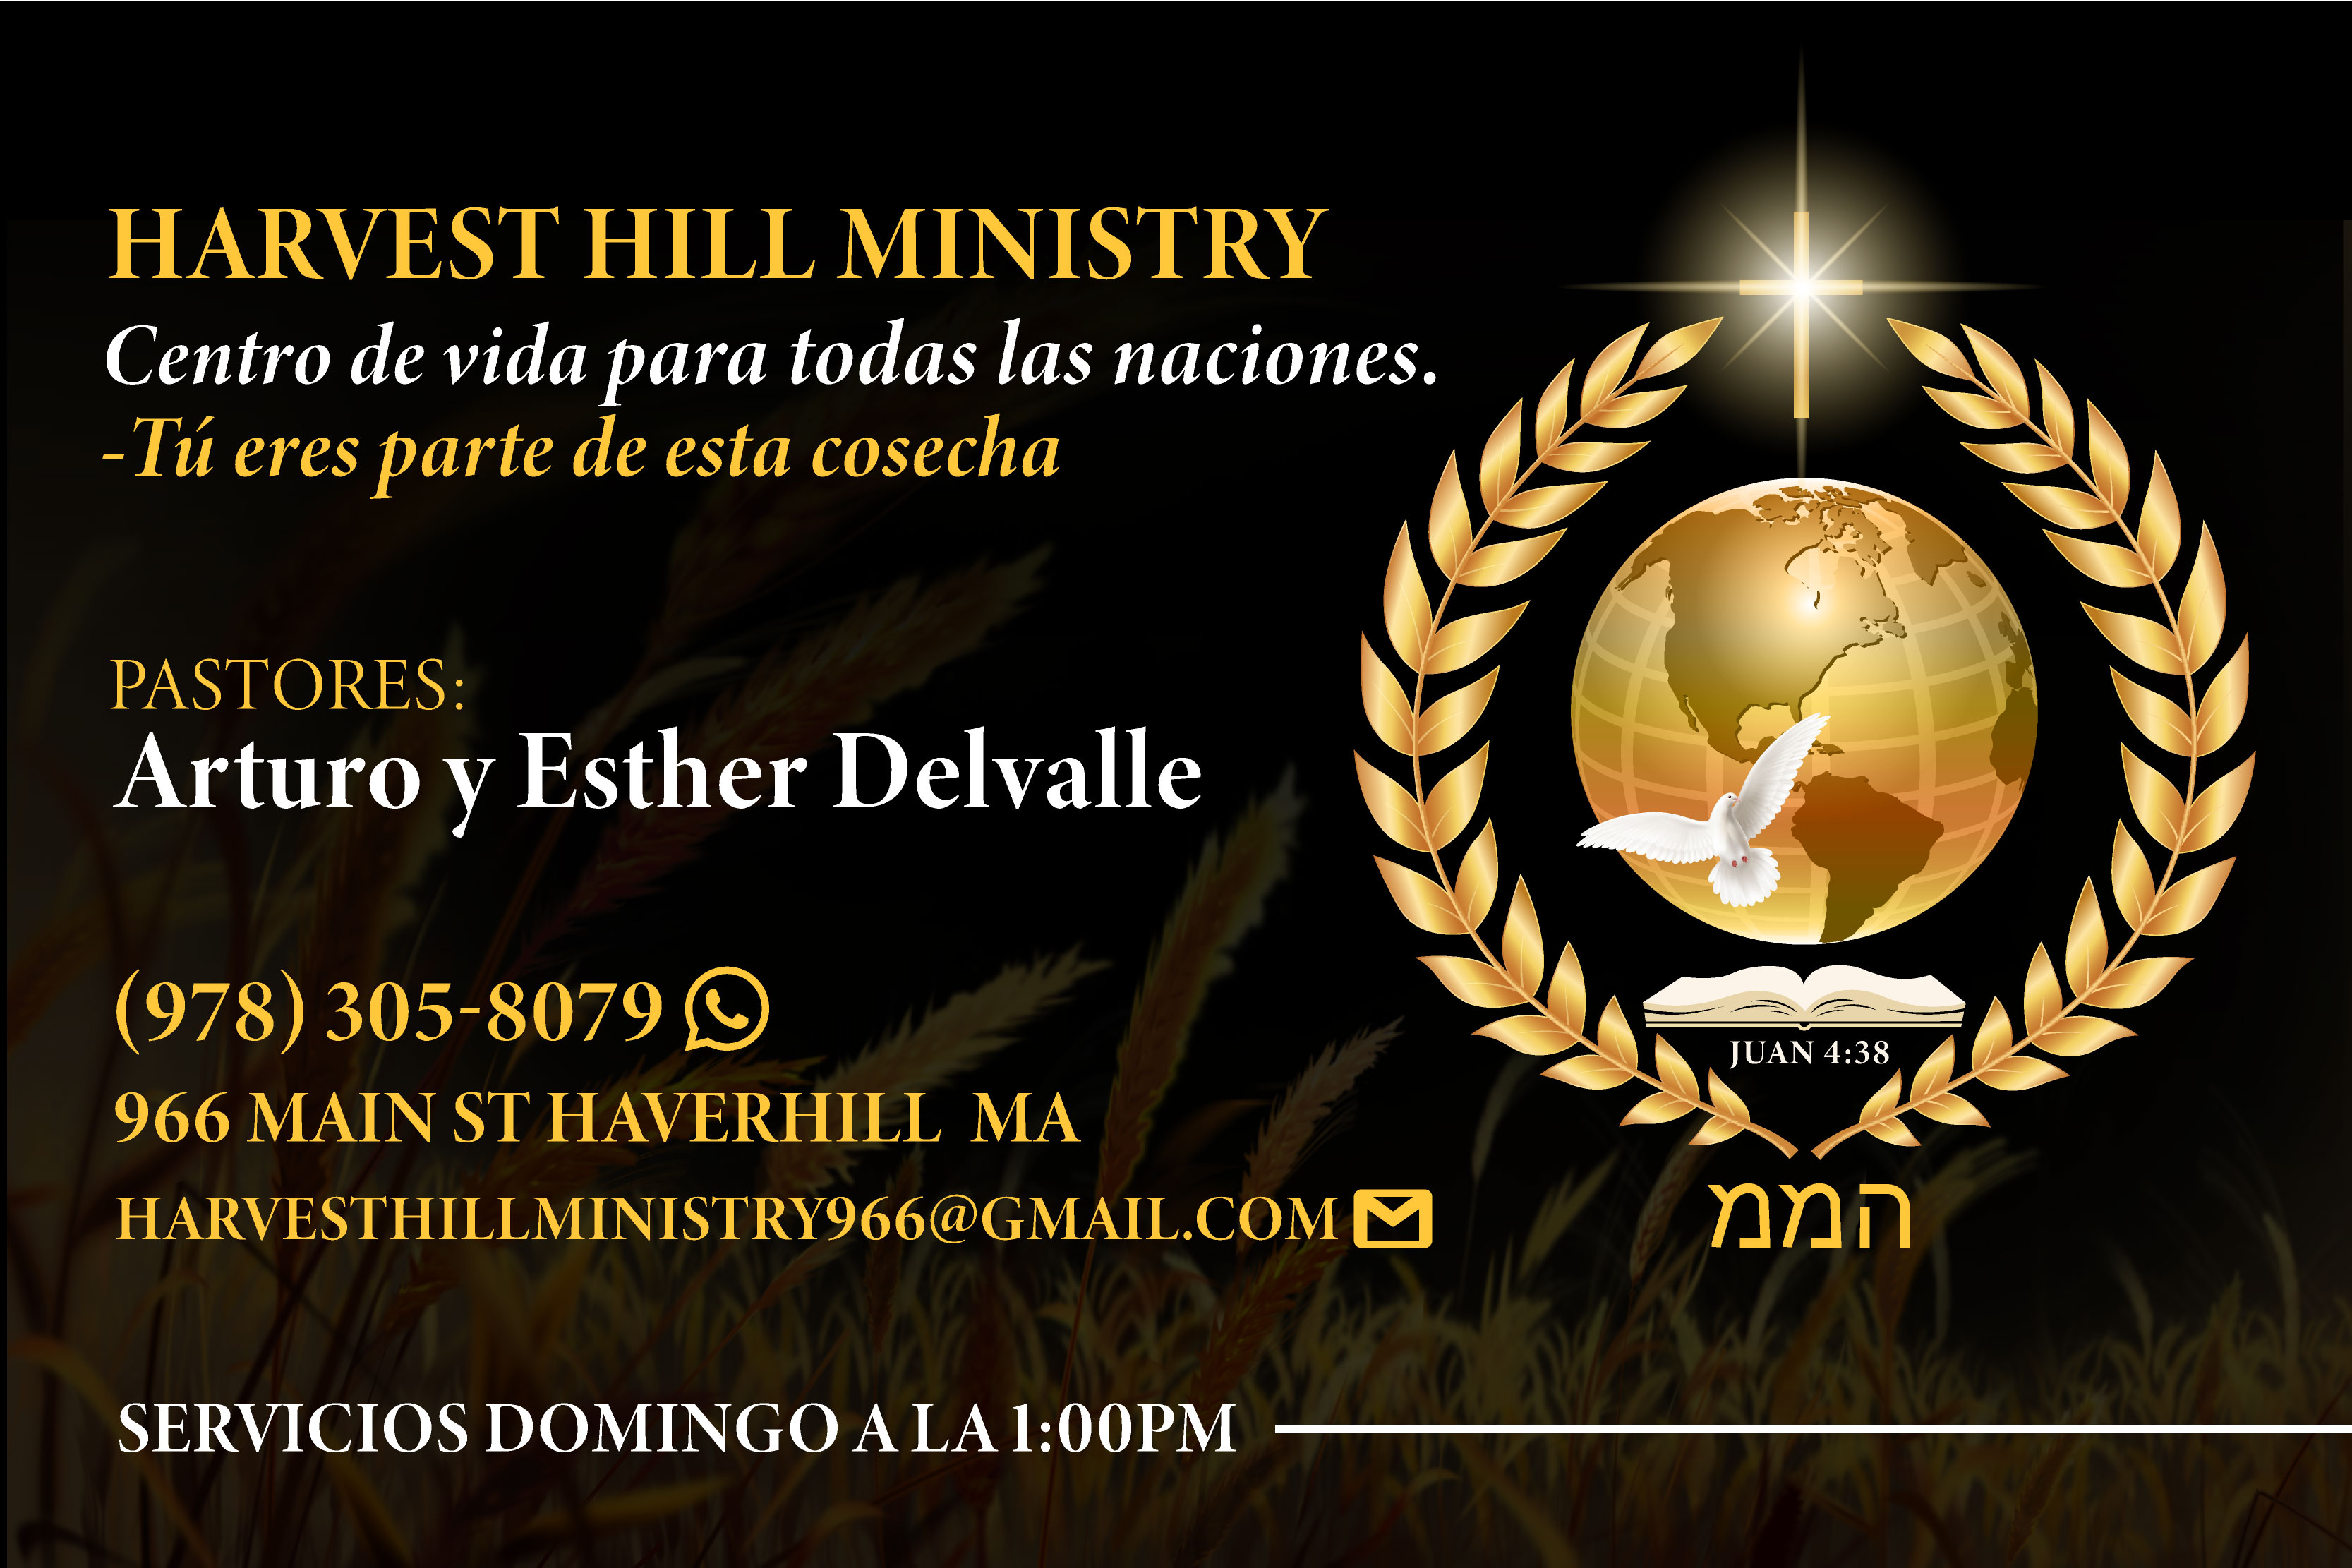 HARVEST HILL MINISTRY
Centro de vida para todas las naciones.
-Tú eres parte de esta cosecha
PASTORES:
Arturo y Esther Delvalle
(978) 305-8079
966 MAIN ST HAVERHILL MA
HARVESTHILLMINISTRY966@GMAIL.COM
SERVICIOS DOMINGO A LA 1:00PM
JUAN 4:38
הממ